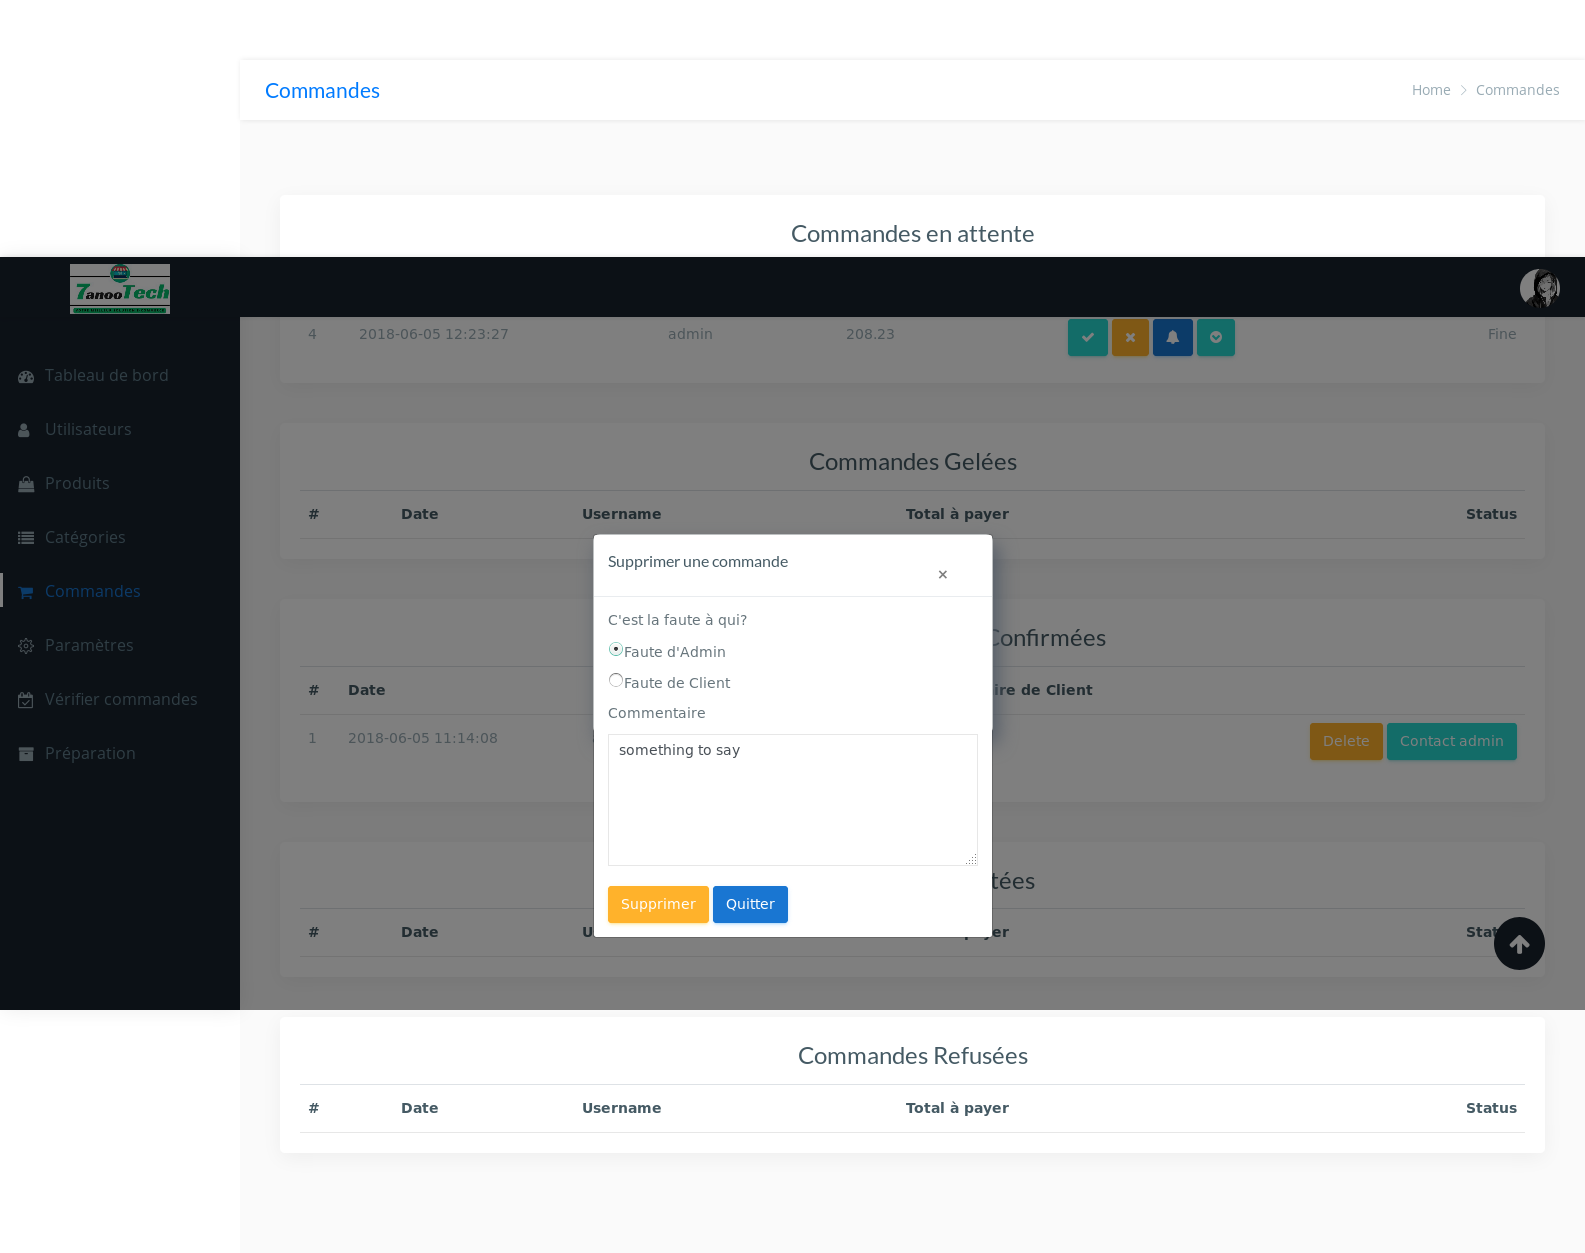 Commandes
Home > Commandes
Commandes en attente
7anooTech
4 2018-06-05 12:23:27 admin 208.23 Fine
Tableau de bord
Utilisateurs
Produits
Catégories
Commandes
Paramètres
Vérifier commandes
Préparation
Commandes Gelées
# Date Username Total à payer Status
Supprimer une commande
×
C'est la faute à qui?
Faute d'Admin
Faute de Client
Commentaire
something to say
Supprimer Quitter
Confirmées
# Date ire de Client
1 2018-06-05 11:14:08 Delete Contact admin
tées
# Date
Commandes Refusées
# Date Username Total à payer Status